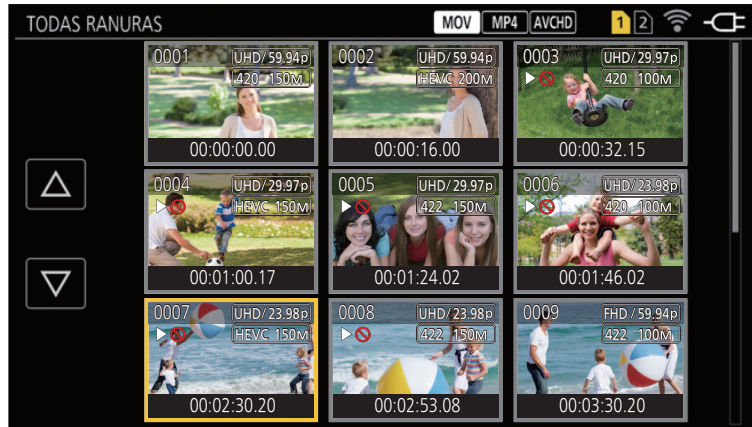 TODAS RANURAS MOV MP4 AVCHD 1 2
0001 UHD/59.94p
420 150M
00:00:00.00
0002 UHD/59.94p
HEVC 200M
00:00:16.00
0003 UHD/29.97p
420 100M
00:00:32.15
0004 UHD/29.97p
HEVC 150M
00:01:00.17
0005 UHD/29.97p
422 150M
00:01:24.02
0006 UHD/23.98p
420 100M
00:01:46.02
0007 UHD/23.98p
HEVC 150M
00:02:30.20
0008 UHD/23.98p
422 150M
00:02:53.08
0009 FHD/59.94p
422 100M
00:03:30.20